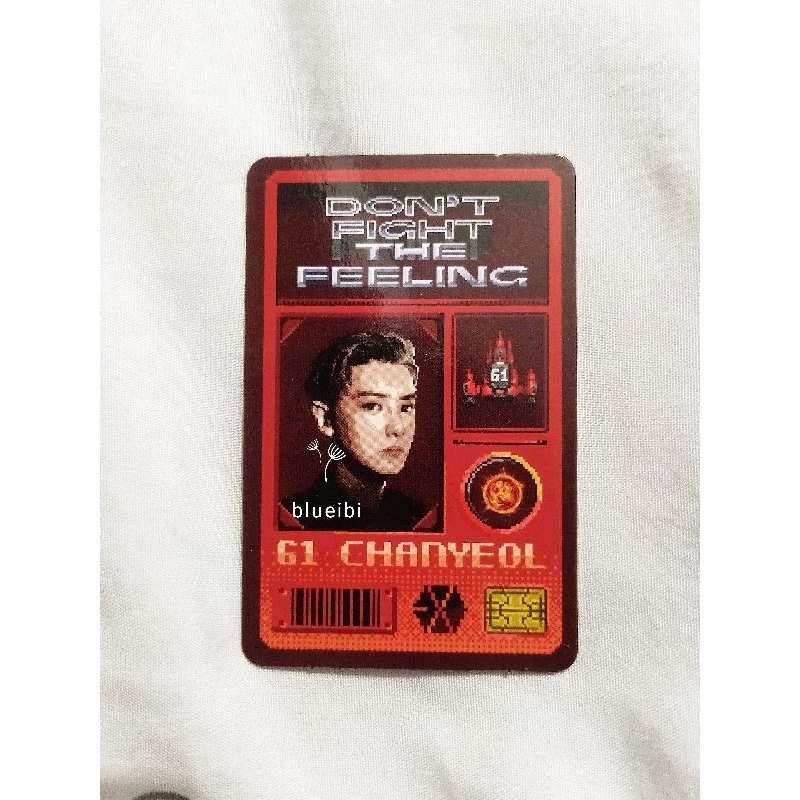 DON'T
FIGHT
THE
FEELING
61
blueibi
61 CHANYEOL